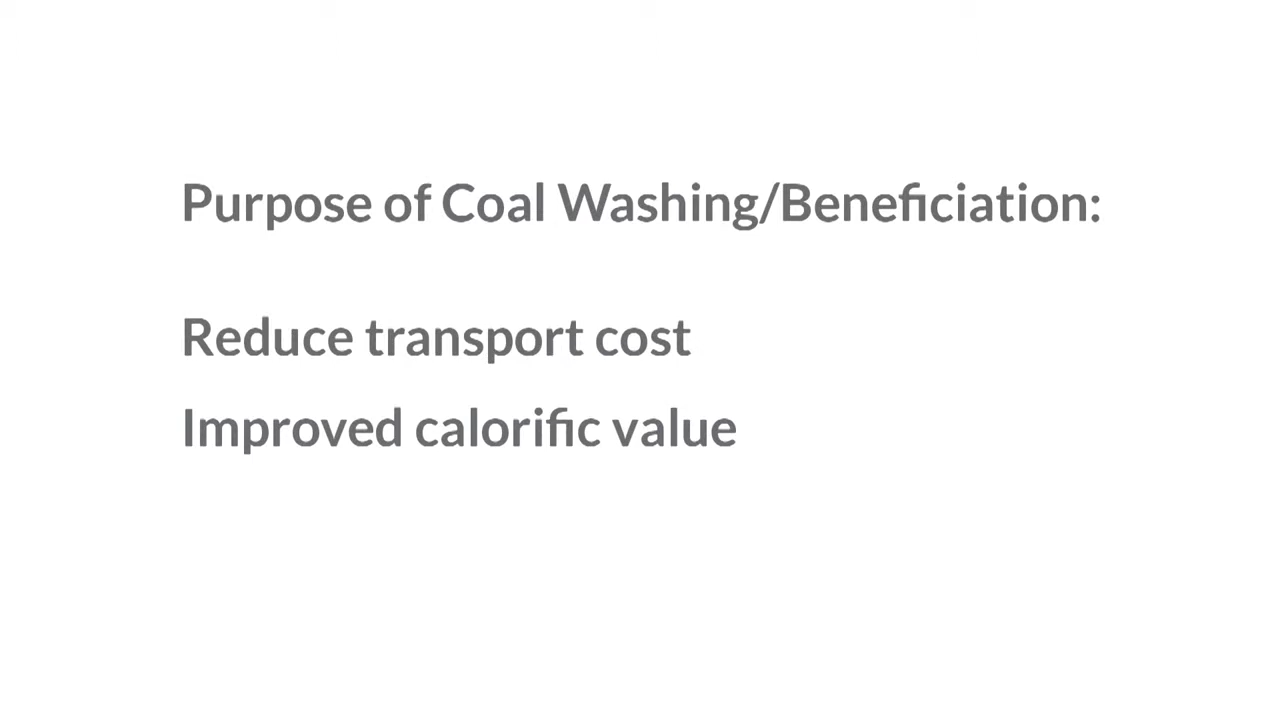 Purpose of Coal Washing/Beneficiation:
Reduce transport cost
Improved calorific value